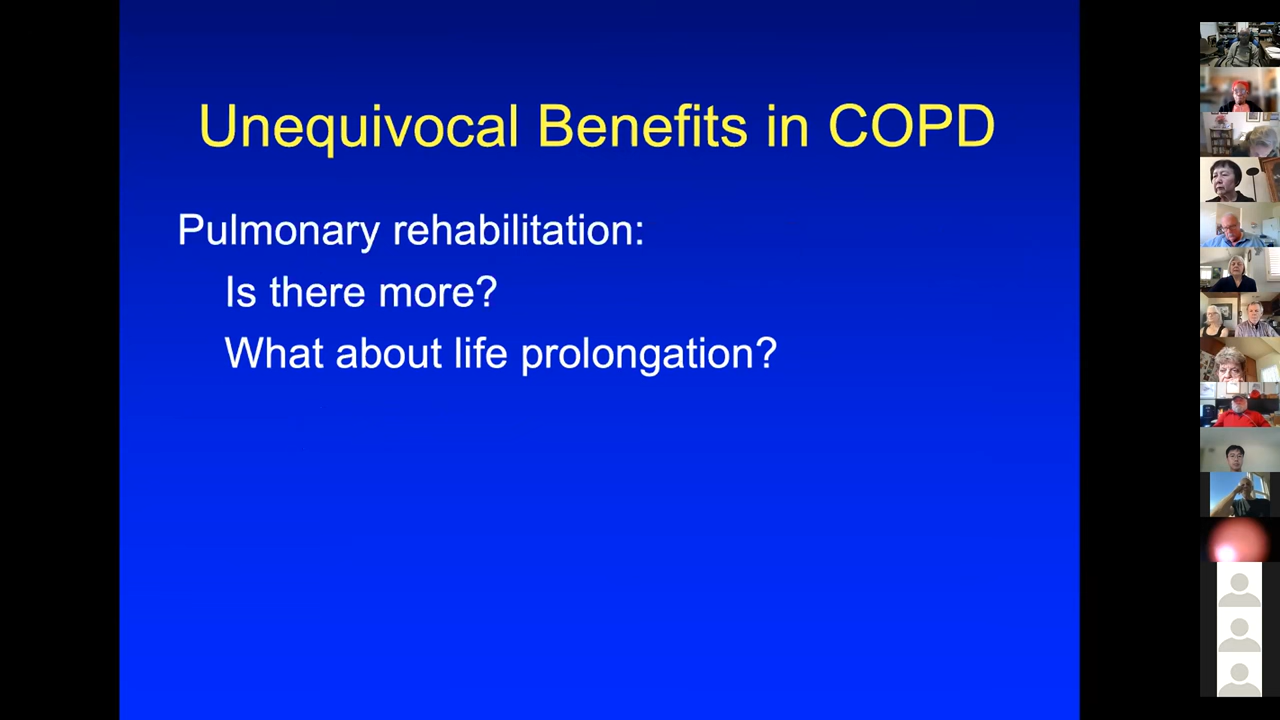 Unequivocal Benefits in COPD
Pulmonary rehabilitation:
Is there more?
What about life prolongation?